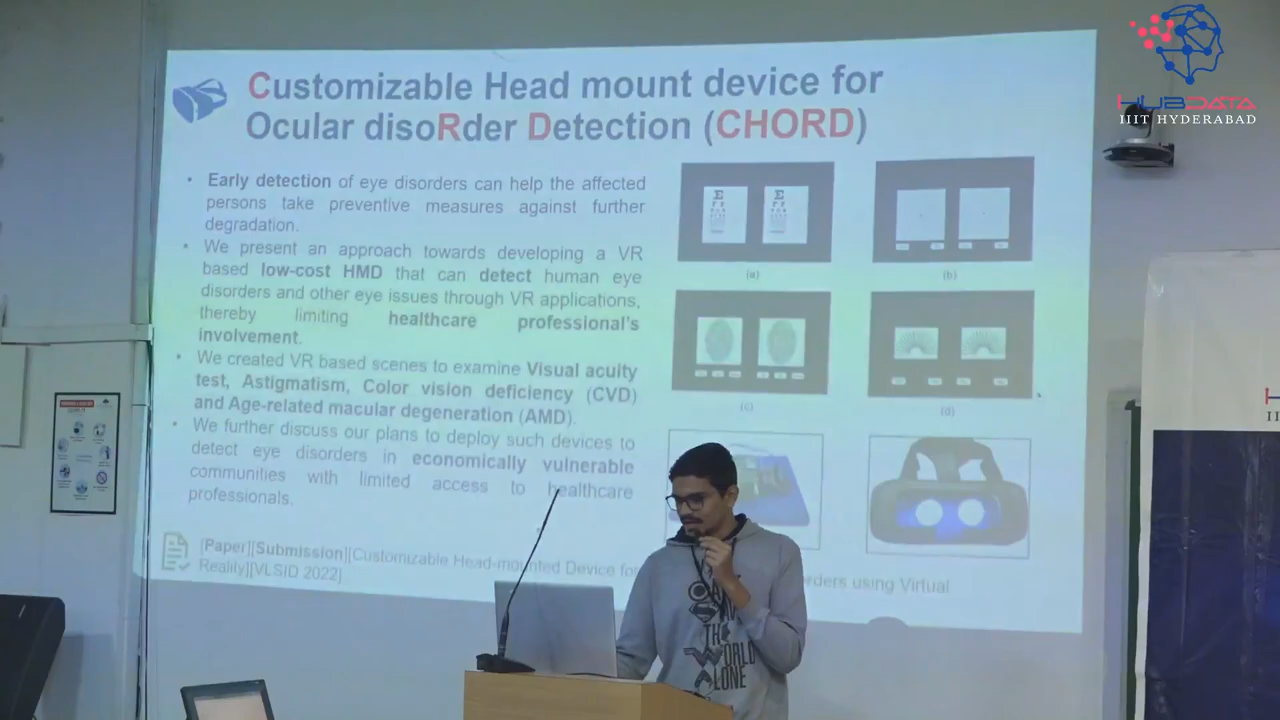 Customizable Head mount device for
Ocular disoRder Detection (CHORD)
• Early detection of eye disorders can help the affected
persons take preventive measures against further
degradation.
• We present an approach towards developing a VR
based low-cost HMD that can detect human eye
disorders and other eye issues through VR applications,
thereby limiting healthcare professional's
involvement.
• We created VR based scenes to examine Visual acuity
test, Astigmatism, Color vision deficiency (CVD)
and Age-related macular degeneration (AMD).
• We further discuss our plans to deploy such devices to
detect eye disorders in economically vulnerable
communities with limited access to healthcare
professionals.
[Paper][Submission][Customizable Head-mounted Device for
orders using Virtual
Reality][VLSID 2022]
(a)
(b)
(c)
(d)
HUBDATA
IIIT HYDERABAD
THE
WORLD
ALONE